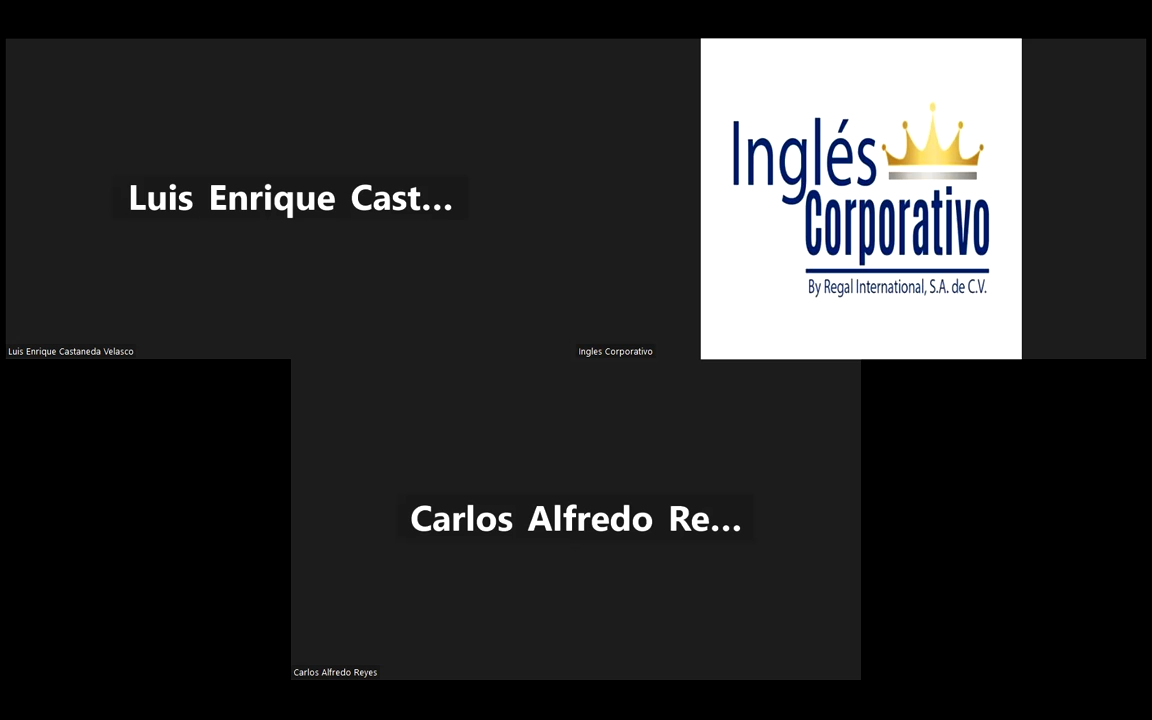 Luis Enrique Cast...
Luis Enrique Castaneda Velasco
Inglés
Corporativo
By Regal International, S.A. de C.V.
Ingles Corporativo
Carlos Alfredo Re...
Carlos Alfredo Reyes